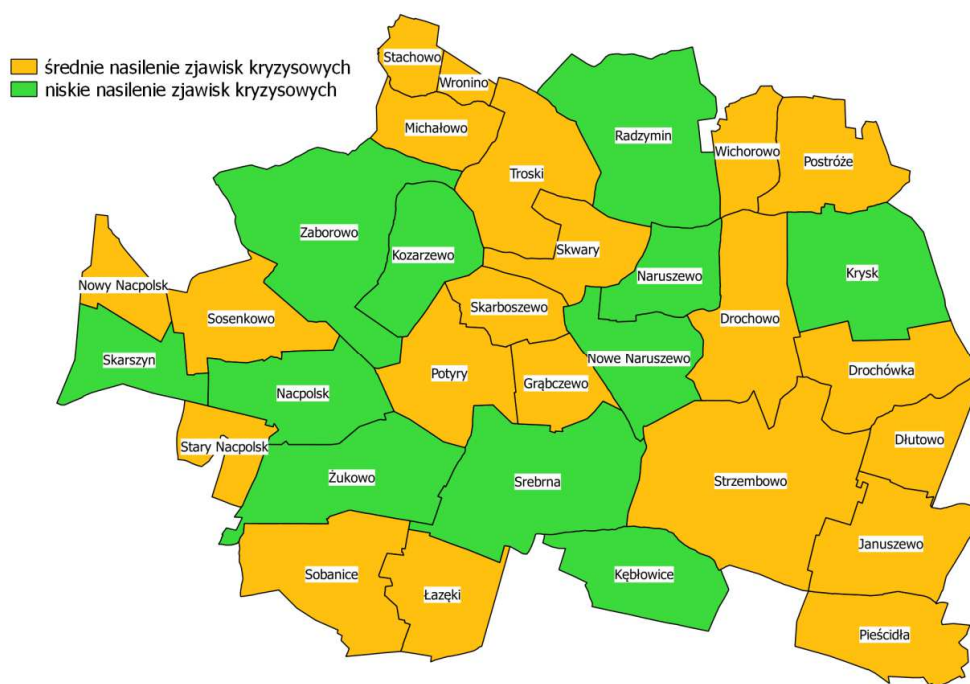 średnie nasilenie zjawisk kryzysowych
niskie nasilenie zjawisk kryzysowych
Stachowo
Wronino
Michałowo
Radzymin
Wichorowo
Postróże
Troski
Zaborowo
Kozarzewo
Skwary
Naruszewo
Krysk
Nowy Nacpolsk
Sosenkowo
Skarboszewo
Drochowo
Skarszyn
Nacpolsk
Potyry
Grąbczewo
Nowe Naruszewo
Drochówka
Stary Nacpolsk
Dłutowo
Żukowo
Srebrna
Strzembowo
Januszewo
Sobanice
Łazęki
Kębłowice
Pieścidła